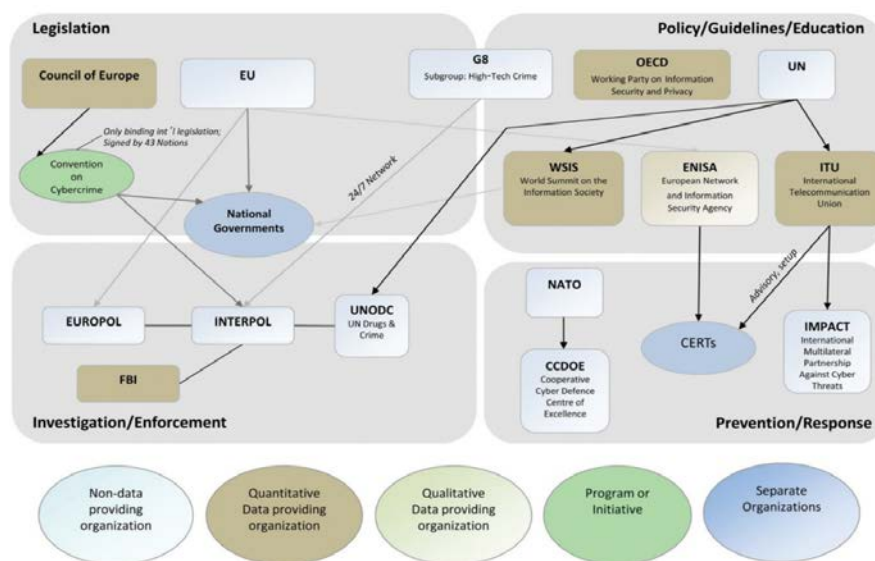 Legislation
Council of Europe
EU
G8
Subgroup: High-Tech Crime
Only binding int´l legislation;
Signed by 43 Nations
Convention
on
Cybercrime
National
Governments
24/7 Network
Policy/Guidelines/Education
OECD
Working Party on Information
Security and Privacy
UN
WSIS
World Summit on the
Information Society
ENISA
European Network
and Information
Security Agency
ITU
International
Telecommunication
Union
EUROPOL
INTERPOL
UNODC
UN Drugs &
Crime
FBI
Investigation/Enforcement
NATO
CCDOE
Cooperative
Cyber Defence
Centre of
Excellence
Advisory, setup
CERTs
IMPACT
International
Multilateral
Partnership
Against Cyber
Threats
Prevention/Response
Non-data
providing
organization
Quantitative
Data providing
organization
Qualitative
Data providing
organization
Program or
Initiative
Separate
Organizations